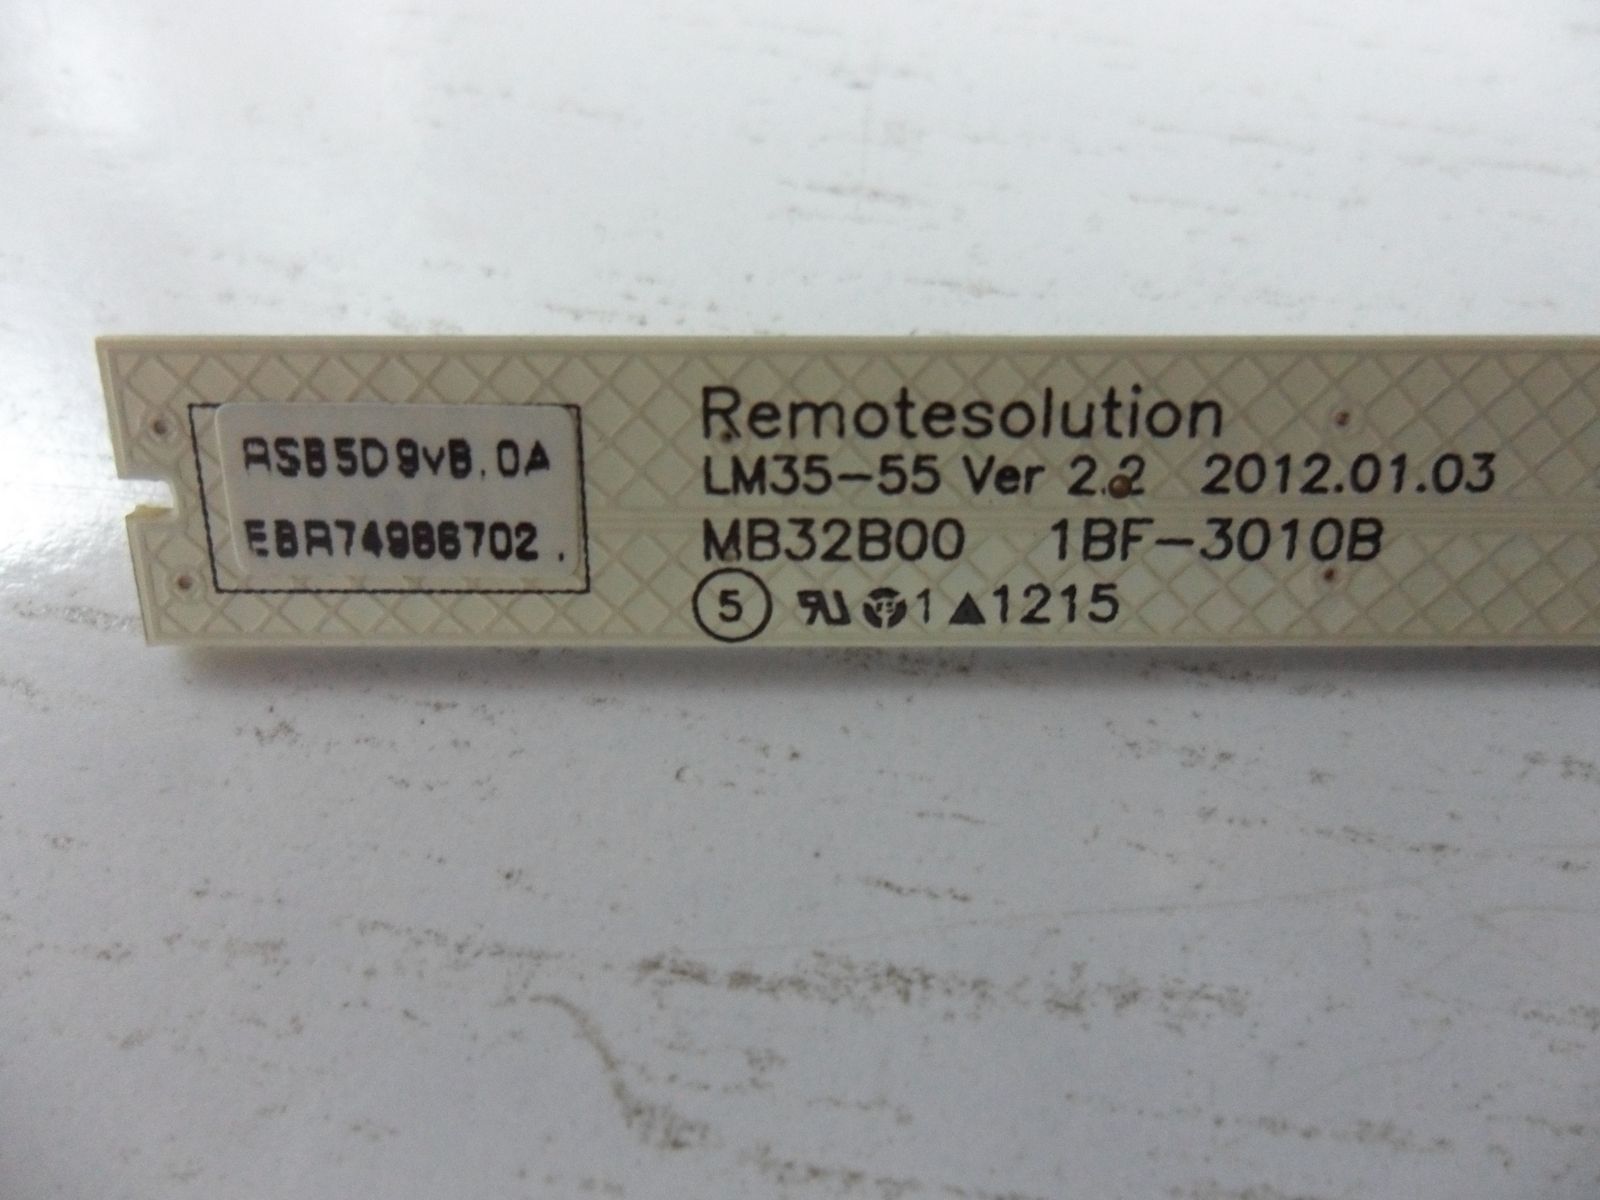 RSB5D9vB.0A
EBR74986702.
Remotesolution
LM35-55 Ver 2.2 2012.01.03
MB32B00 1BF-3010B
5 1▲1215